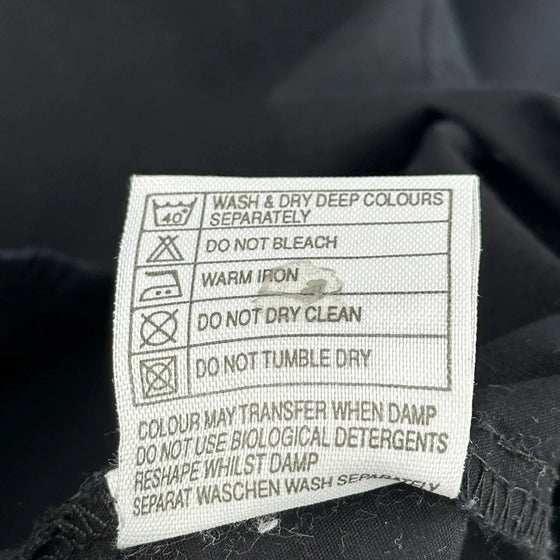 40°
WASH & DRY DEEP COLOURS
SEPARATELY
DO NOT BLEACH
WARM IRON
DO NOT DRY CLEAN
DO NOT TUMBLE DRY
COLOUR MAY TRANSFER WHEN DAMP
DO NOT USE BIOLOGICAL DETERGENTS
RESHAPE WHILST DAMP
SEPARAT WASCHEN WASH SEPARATELY